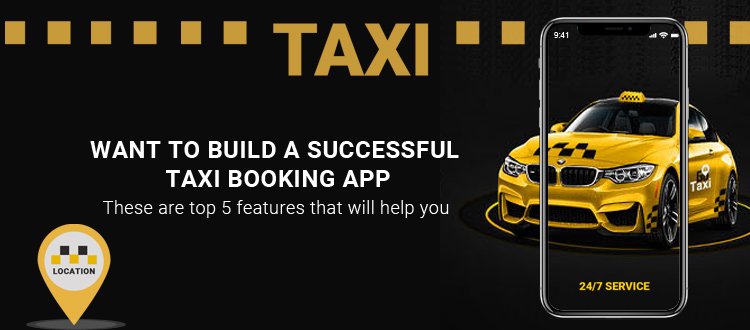 TAXI
9:41
WANT TO BUILD A SUCCESSFUL
TAXI BOOKING APP
These are top 5 features that will help you
Taxi
LOCATION
24/7 SERVICE